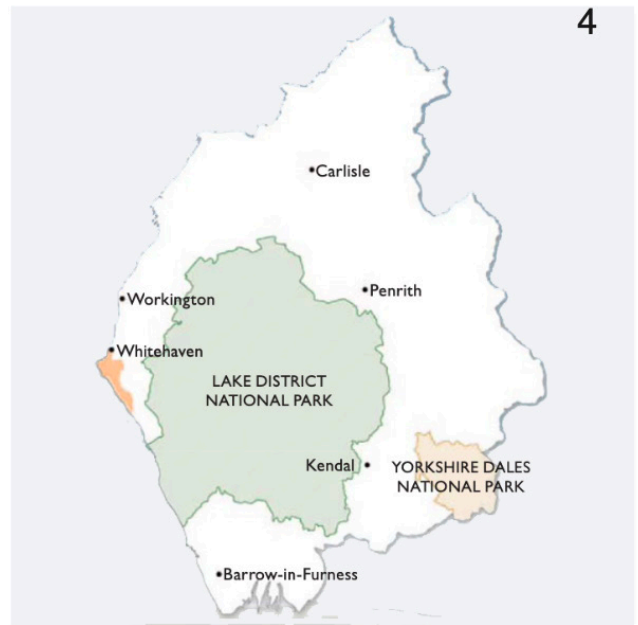 4
Carlisle
Penrith
Workington
Whitehaven
LAKE DISTRICT
NATIONAL PARK
Kendal
YORKSHIRE DALES
NATIONAL PARK
Barrow-in-Furness